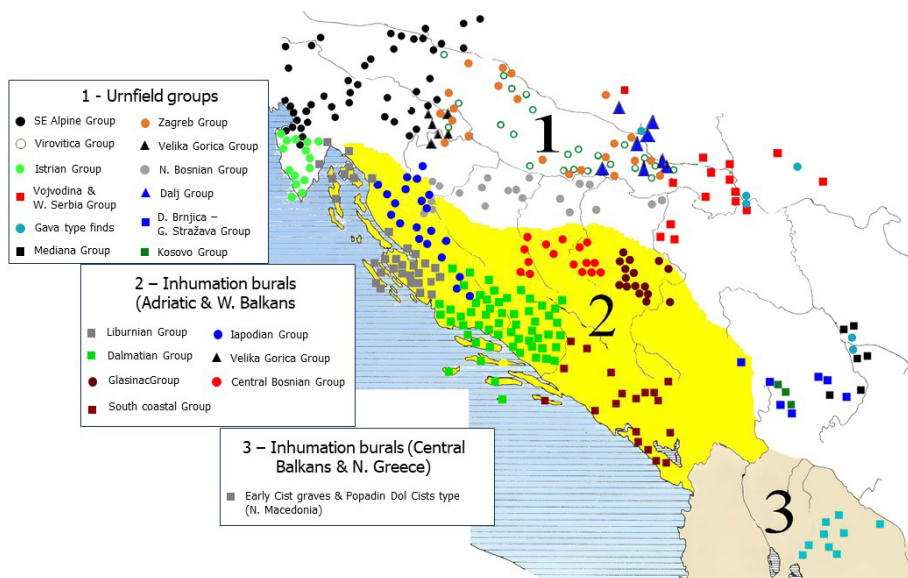 1 - Urnfield groups
SE Alpine Group
Zagreb Group
Virovitica Group
Velika Gorica Group
Istrian Group
N. Bosnian Group
Vojvodina &
W. Serbia Group
Dalj Group
Gava type finds
D. Brnjica –
G. Stražava Group
Mediana Group
Kosovo Group
2 – Inhumation burials
(Adriatic & W. Balkans
Liburnian Group
Iapodian Group
Dalmatian Group
Velika Gorica Group
GlasinacGroup
Central Bosnian Group
South coastal Group
3 – Inhumation burials (Central
Balkans & N. Greece)
Early Cist graves & Popadin Dol Cists type
(N. Macedonia)
1
2
3